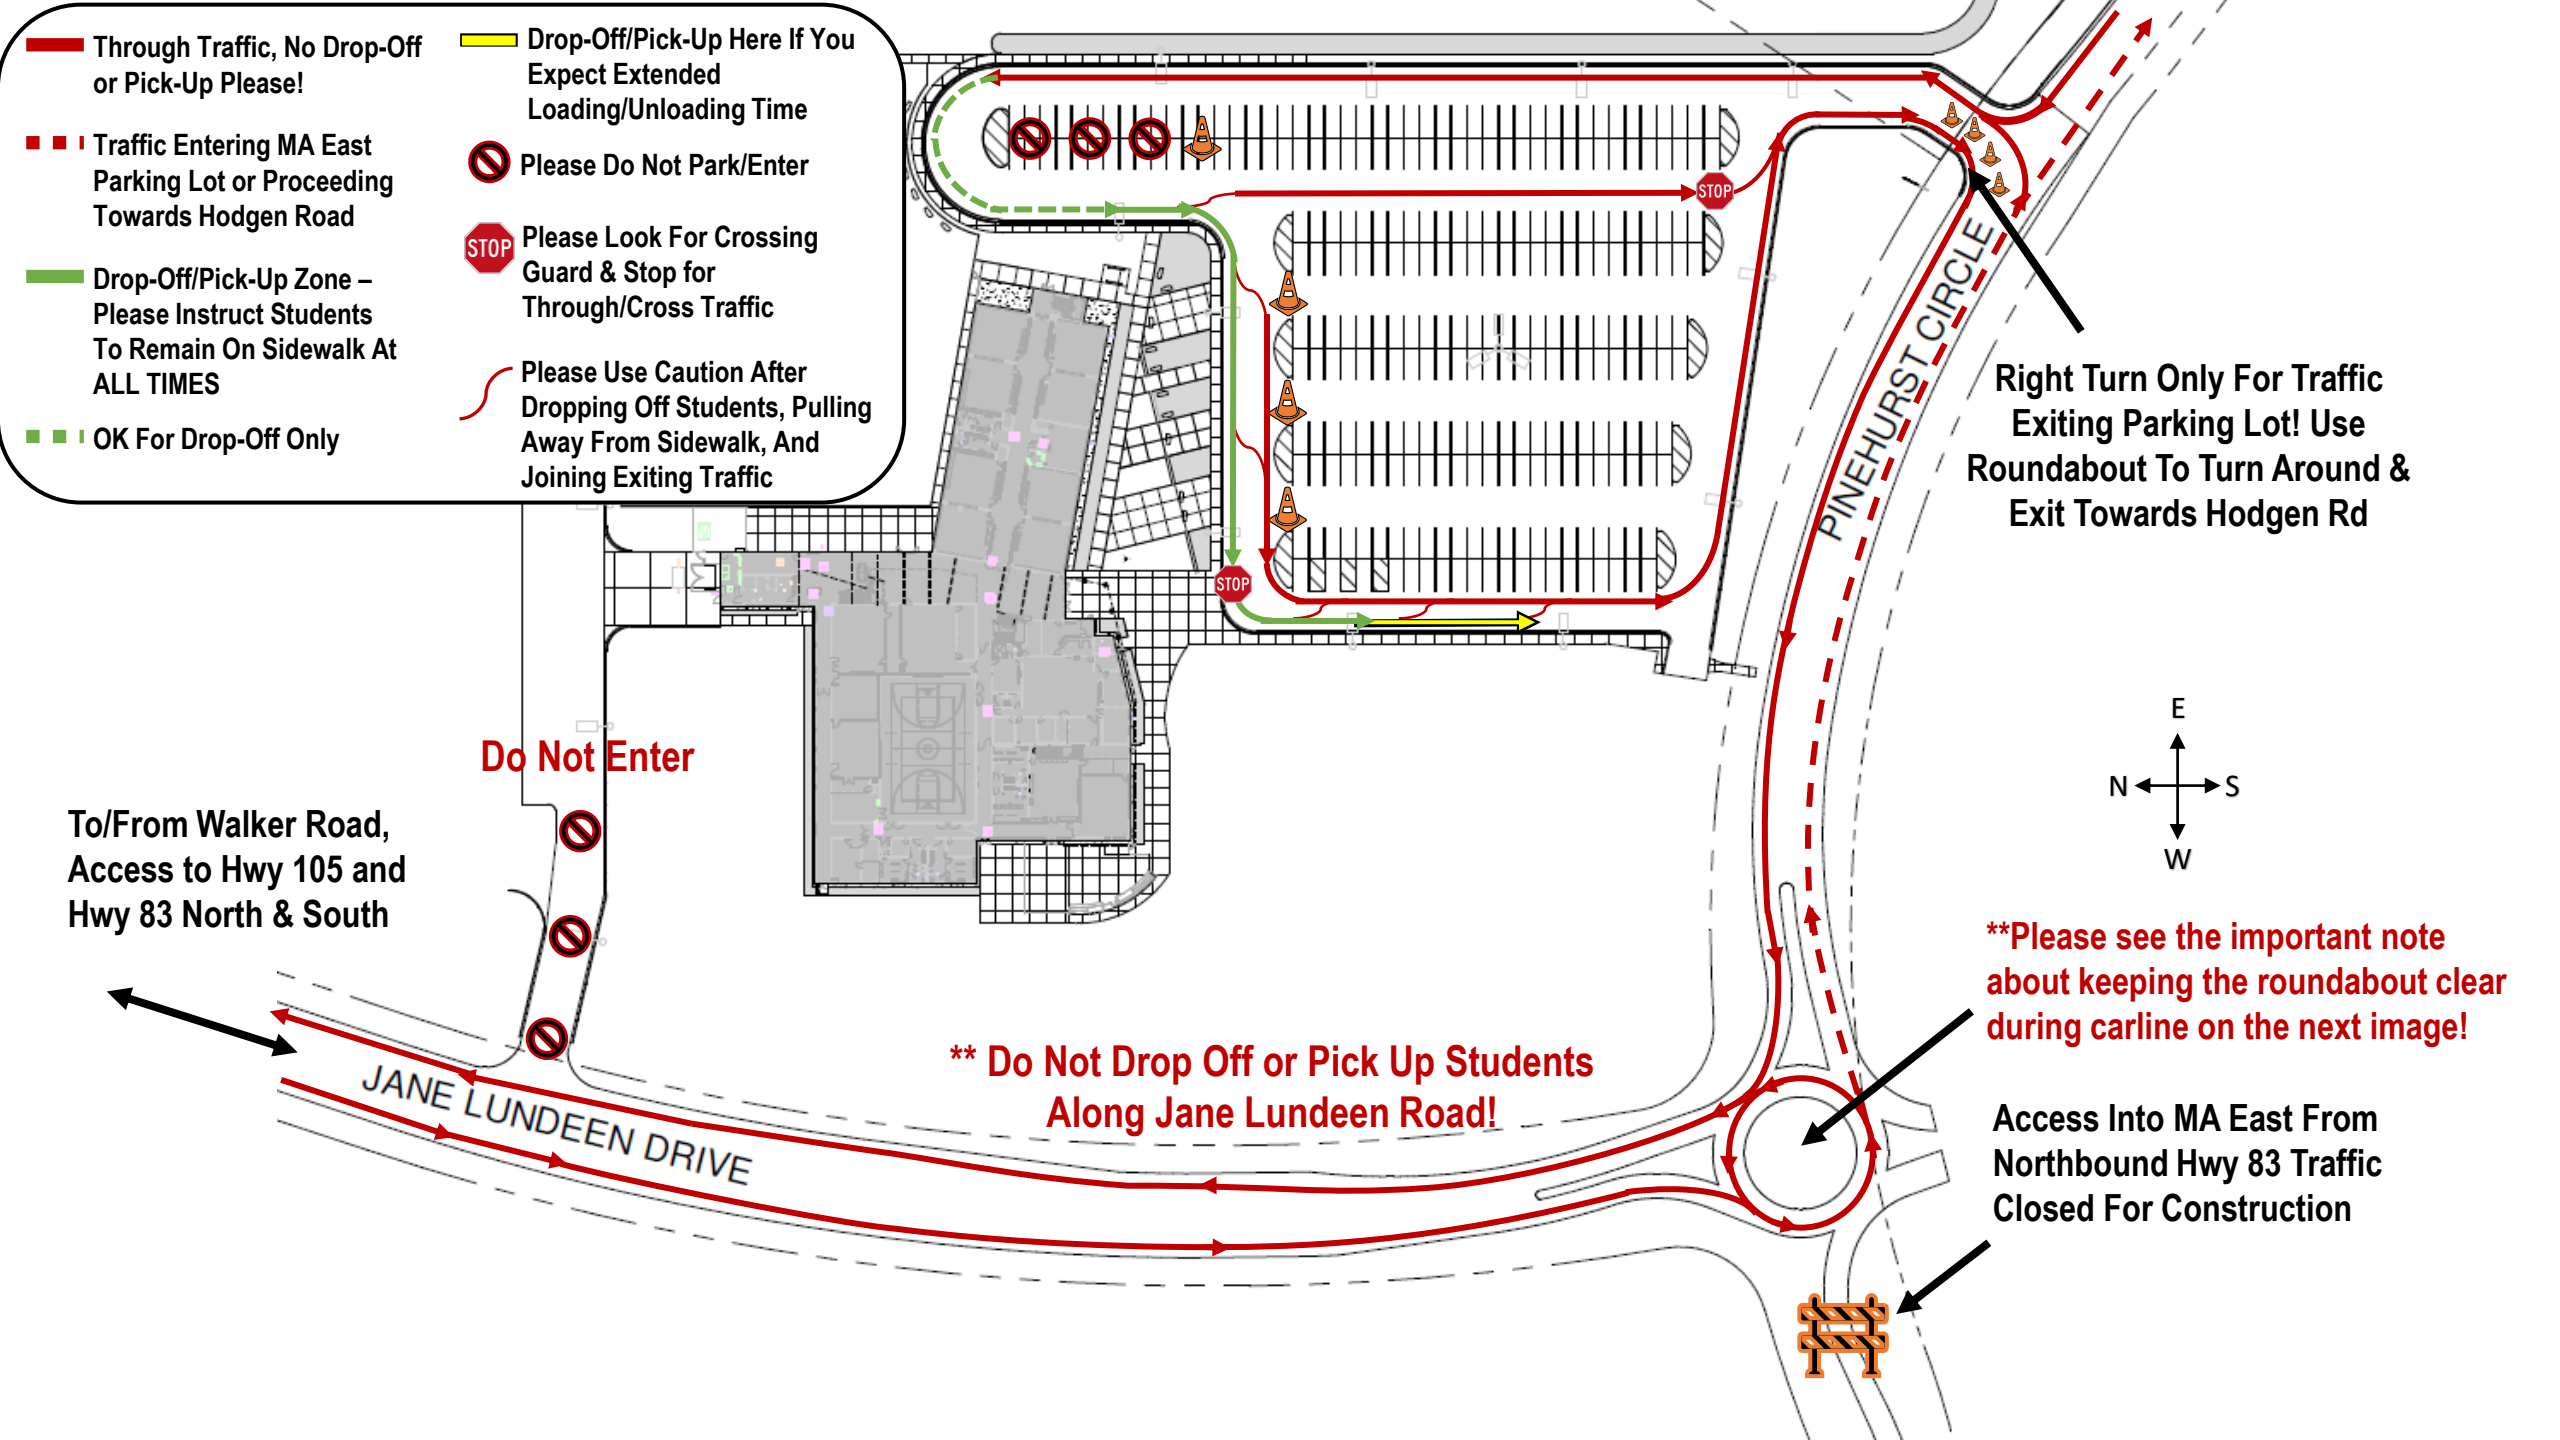 Through Traffic, No Drop-Off
or Pick-Up Please!
Traffic Entering MA East
Parking Lot or Proceeding
Towards Hodgen Road
Drop-Off/Pick-Up Zone –
Please Instruct Students
To Remain On Sidewalk At
ALL TIMES
OK For Drop-Off Only
Drop-Off/Pick-Up Here If You
Expect Extended
Loading/Unloading Time
Please Do Not Park/Enter
STOP
Please Look For Crossing
Guard & Stop for
Through/Cross Traffic
Please Use Caution After
Dropping Off Students, Pulling
Away From Sidewalk, And
Joining Exiting Traffic
STOP
STOP
PINEHURST CIRCLE
Right Turn Only For Traffic
Exiting Parking Lot! Use
Roundabout To Turn Around &
Exit Towards Hodgen Rd
Do Not Enter
To/From Walker Road,
Access to Hwy 105 and
Hwy 83 North & South
E
N
S
W
**Please see the important note
about keeping the roundabout clear
during carline on the next image!
** Do Not Drop Off or Pick Up Students
Along Jane Lundeen Road!
JANE LUNDEEN DRIVE
Access Into MA East From
Northbound Hwy 83 Traffic
Closed For Construction